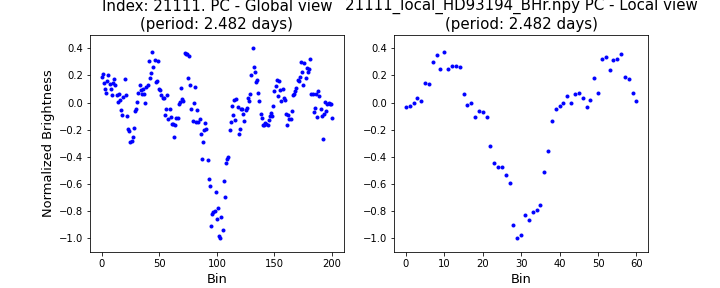 Index: 21111. PC - Global view
(period: 2.482 days)
21111_local_HD93194_BHr.npy PC - Local view
(period: 2.482 days)
Normalized Brightness
0.4
0.2
0.0
−0.2
−0.4
−0.6
−0.8
−1.0
0 50 100 150 200
Bin
0.4
0.2
0.0
−0.2
−0.4
−0.6
−0.8
−1.0
0 10 20 30 40 50 60
Bin